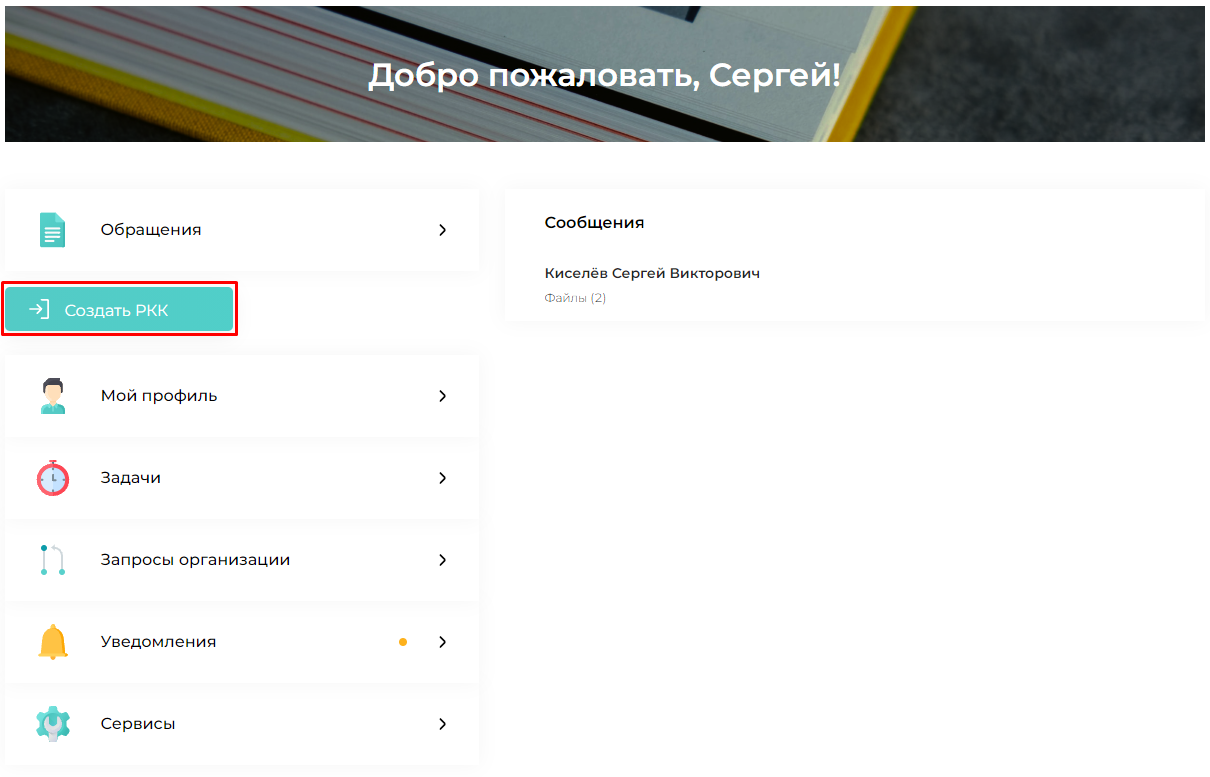 Добро пожаловать, Сергей!
Обращения
Создать РКК
Мой профиль
Задачи
Запросы организации
Уведомления
Сервисы
Сообщения
Киселёв Сергей Викторович
Файлы (2)